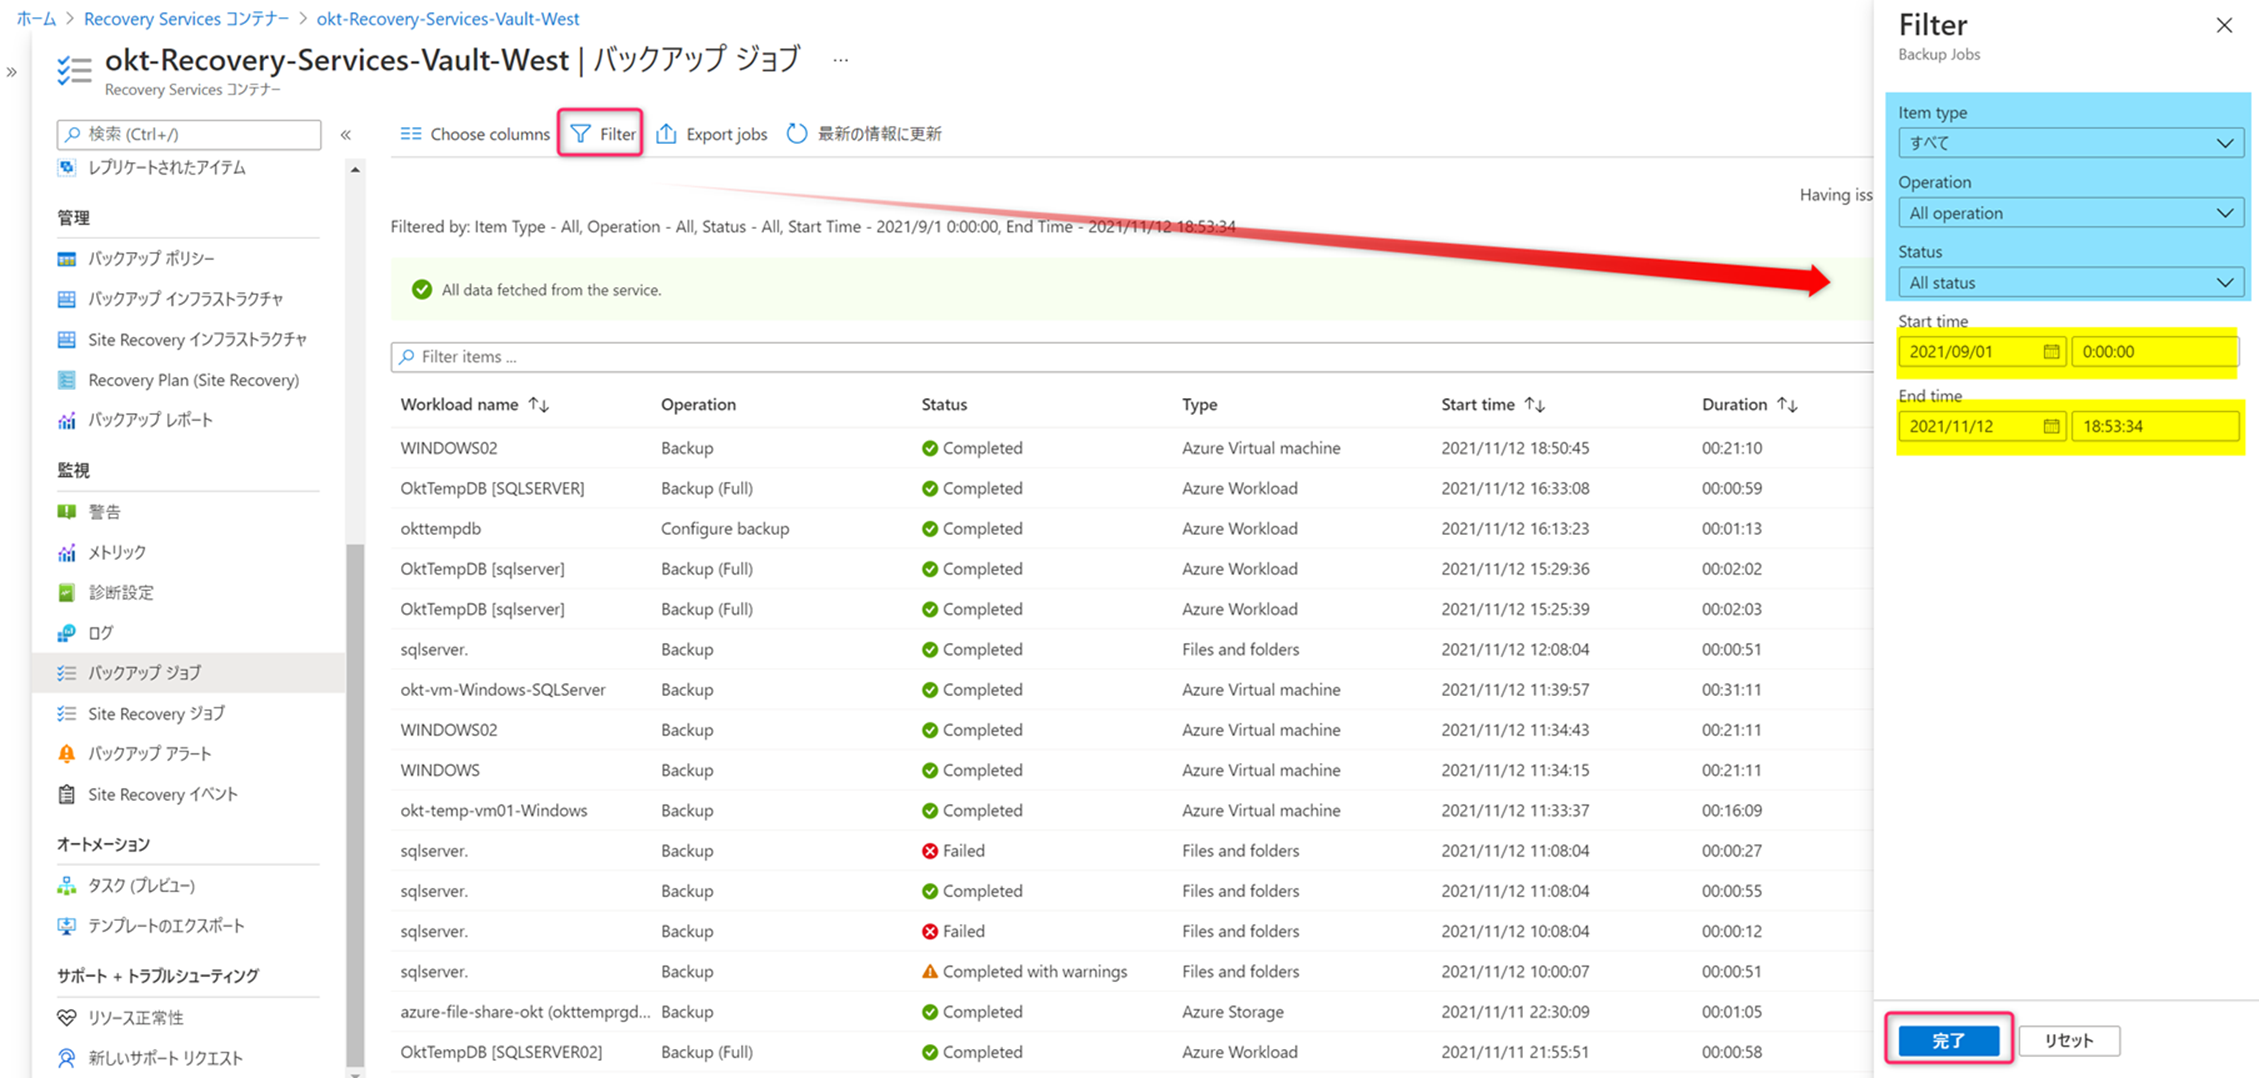 ホーム > Recovery Services コンテナー > okt-Recovery-Services-Vault-West
okt-Recovery-Services-Vault-West | バックアップ ジョブ …
Recovery Services コンテナー
検索 (Ctrl+/)
レプリケートされたアイテム
管理
バックアップ ポリシー
バックアップ インフラストラクチャ
Site Recovery インフラストラクチャ
Recovery Plan (Site Recovery)
バックアップ レポート
監視
警告
メトリック
診断設定
ログ
バックアップ ジョブ
Site Recovery ジョブ
バックアップ アラート
Site Recovery イベント
オートメーション
タスク (プレビュー)
テンプレートのエクスポート
サポート + トラブルシューティング
リソース正常性
新しいサポート リクエスト
Choose columns Filter Export jobs 最新の情報に更新
Having iss
Filtered by: Item Type - All, Operation - All, Status - All, Start Time - 2021/9/1 0:00:00, End Time - 2021/11/12 18:53:34
All data fetched from the service.
Filter items ...
Workload name Operation Status Type Start time Duration
WINDOWS02 Backup Completed Azure Virtual machine 2021/11/12 18:50:45 00:21:10
OktTempDB [SQLSERVER] Backup (Full) Completed Azure Workload 2021/11/12 16:33:08 00:00:59
okttempdb Configure backup Completed Azure Workload 2021/11/12 16:13:23 00:01:13
OktTempDB [sqlserver] Backup (Full) Completed Azure Workload 2021/11/12 15:29:36 00:02:02
OktTempDB [sqlserver] Backup (Full) Completed Azure Workload 2021/11/12 15:25:39 00:02:03
sqlserver. Backup Completed Files and folders 2021/11/12 12:08:04 00:00:51
okt-vm-Windows-SQLServer Backup Completed Azure Virtual machine 2021/11/12 11:39:57 00:31:11
WINDOWS02 Backup Completed Azure Virtual machine 2021/11/12 11:34:43 00:21:11
WINDOWS Backup Completed Azure Virtual machine 2021/11/12 11:34:15 00:21:11
okt-temp-vm01-Windows Backup Completed Azure Virtual machine 2021/11/12 11:33:37 00:16:09
sqlserver. Backup Failed Files and folders 2021/11/12 11:08:04 00:00:27
sqlserver. Backup Completed Files and folders 2021/11/12 11:08:04 00:00:55
sqlserver. Backup Failed Files and folders 2021/11/12 10:08:04 00:00:12
sqlserver. Backup Completed with warnings Files and folders 2021/11/12 10:00:07 00:00:51
azure-file-share-okt (okttemprgd... Backup Completed Azure Storage 2021/11/11 22:30:09 00:01:05
OktTempDB [SQLSERVER02] Backup (Full) Completed Azure Workload 2021/11/11 21:55:51 00:00:58
Filter
Backup Jobs
Item type
すべて
Operation
All operation
Status
All status
Start time
2021/09/01 0:00:00
End time
2021/11/12 18:53:34
完了 リセット